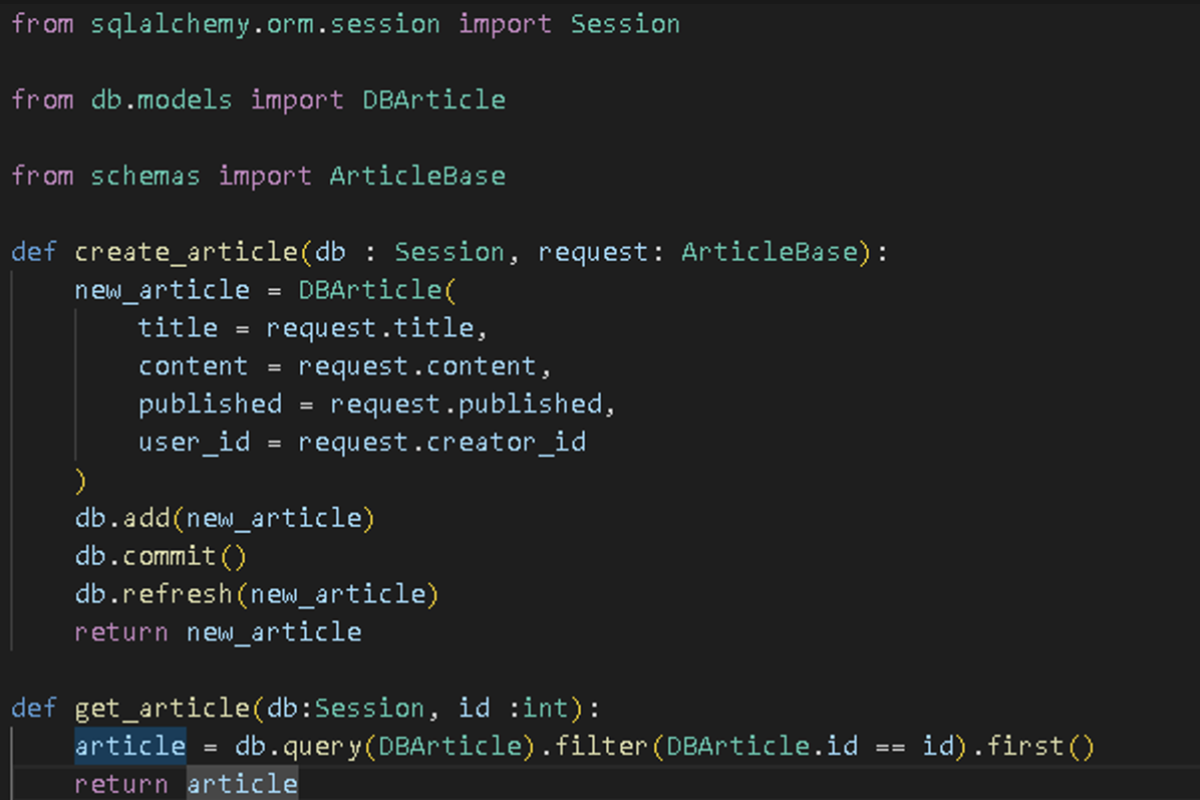 from sqlalchemy.orm.session import Session
from db.models import DBArticle
from schemas import ArticleBase
def create_article(db : Session, request: ArticleBase):
    new_article = DBArticle(
        title = request.title,
        content = request.content,
        published = request.published,
        user_id = request.creator_id
    )
    db.add(new_article)
    db.commit()
    db.refresh(new_article)
    return new_article
def get_article(db:Session, id :int):
    article = db.query(DBArticle).filter(DBArticle.id == id).first()
    return article